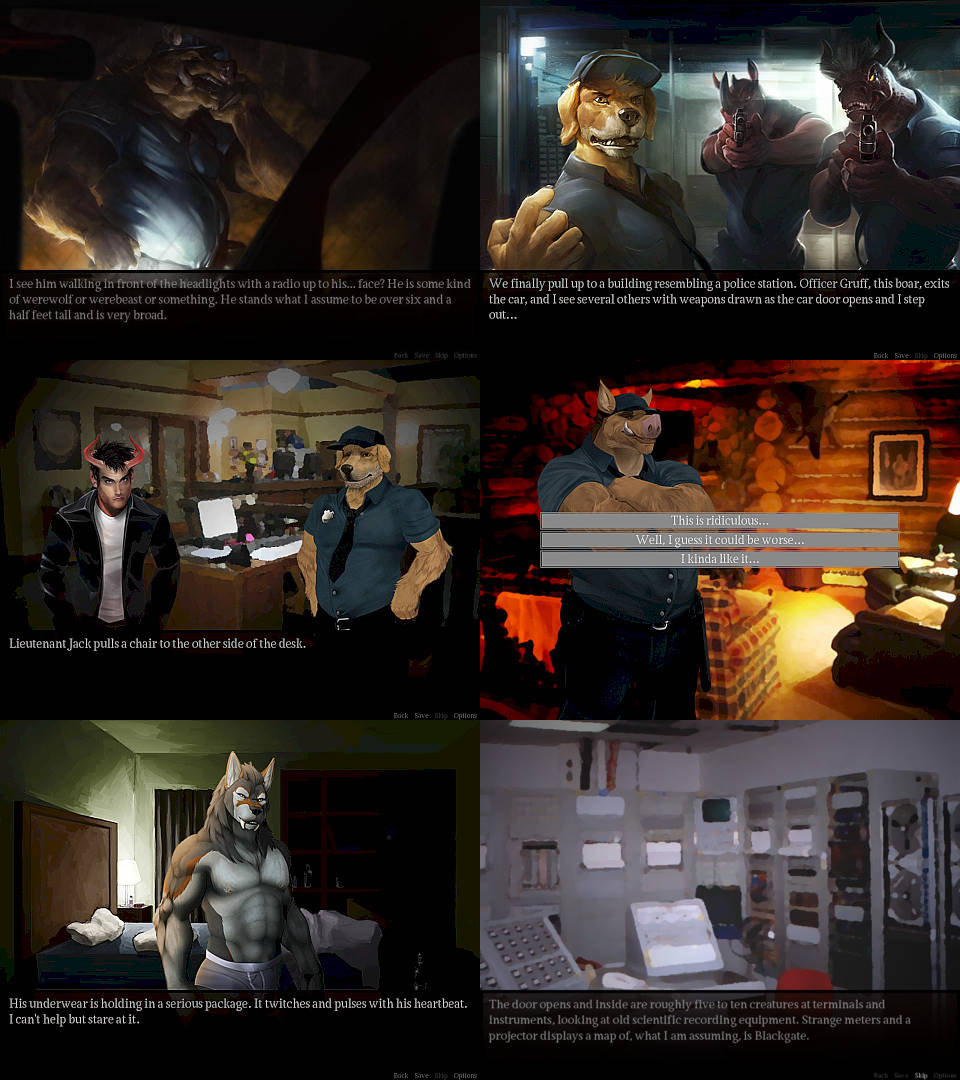 I see him walking in front of the headlights with a radio up to his... face? He is some kind
of werewolf or werebeast or something. He stands what I assume to be over six and a
half feet tall and is very broad.
Back Save Skip Options
We finally pull up to a building resembling a police station. Officer Gruff, this boar, exits
the car, and I see several others with weapons drawn as the car door opens and I step
out...
Back Save Skip Options
Lieutenant Jack pulls a chair to the other side of the desk.
Back Save Skip Options
This is ridiculous...
Well, I guess it could be worse...
I kinda like it...
His underwear is holding in a serious package. It twitches and pulses with his heartbeat.
I can't help but stare at it.
Back Save Skip Options
The door opens and inside are roughly five to ten creatures at terminals and
instruments, looking at old scientific recording equipment. Strange meters and a
projector displays a map of, what I am assuming, is Blackgate.
Back Save Skip Options